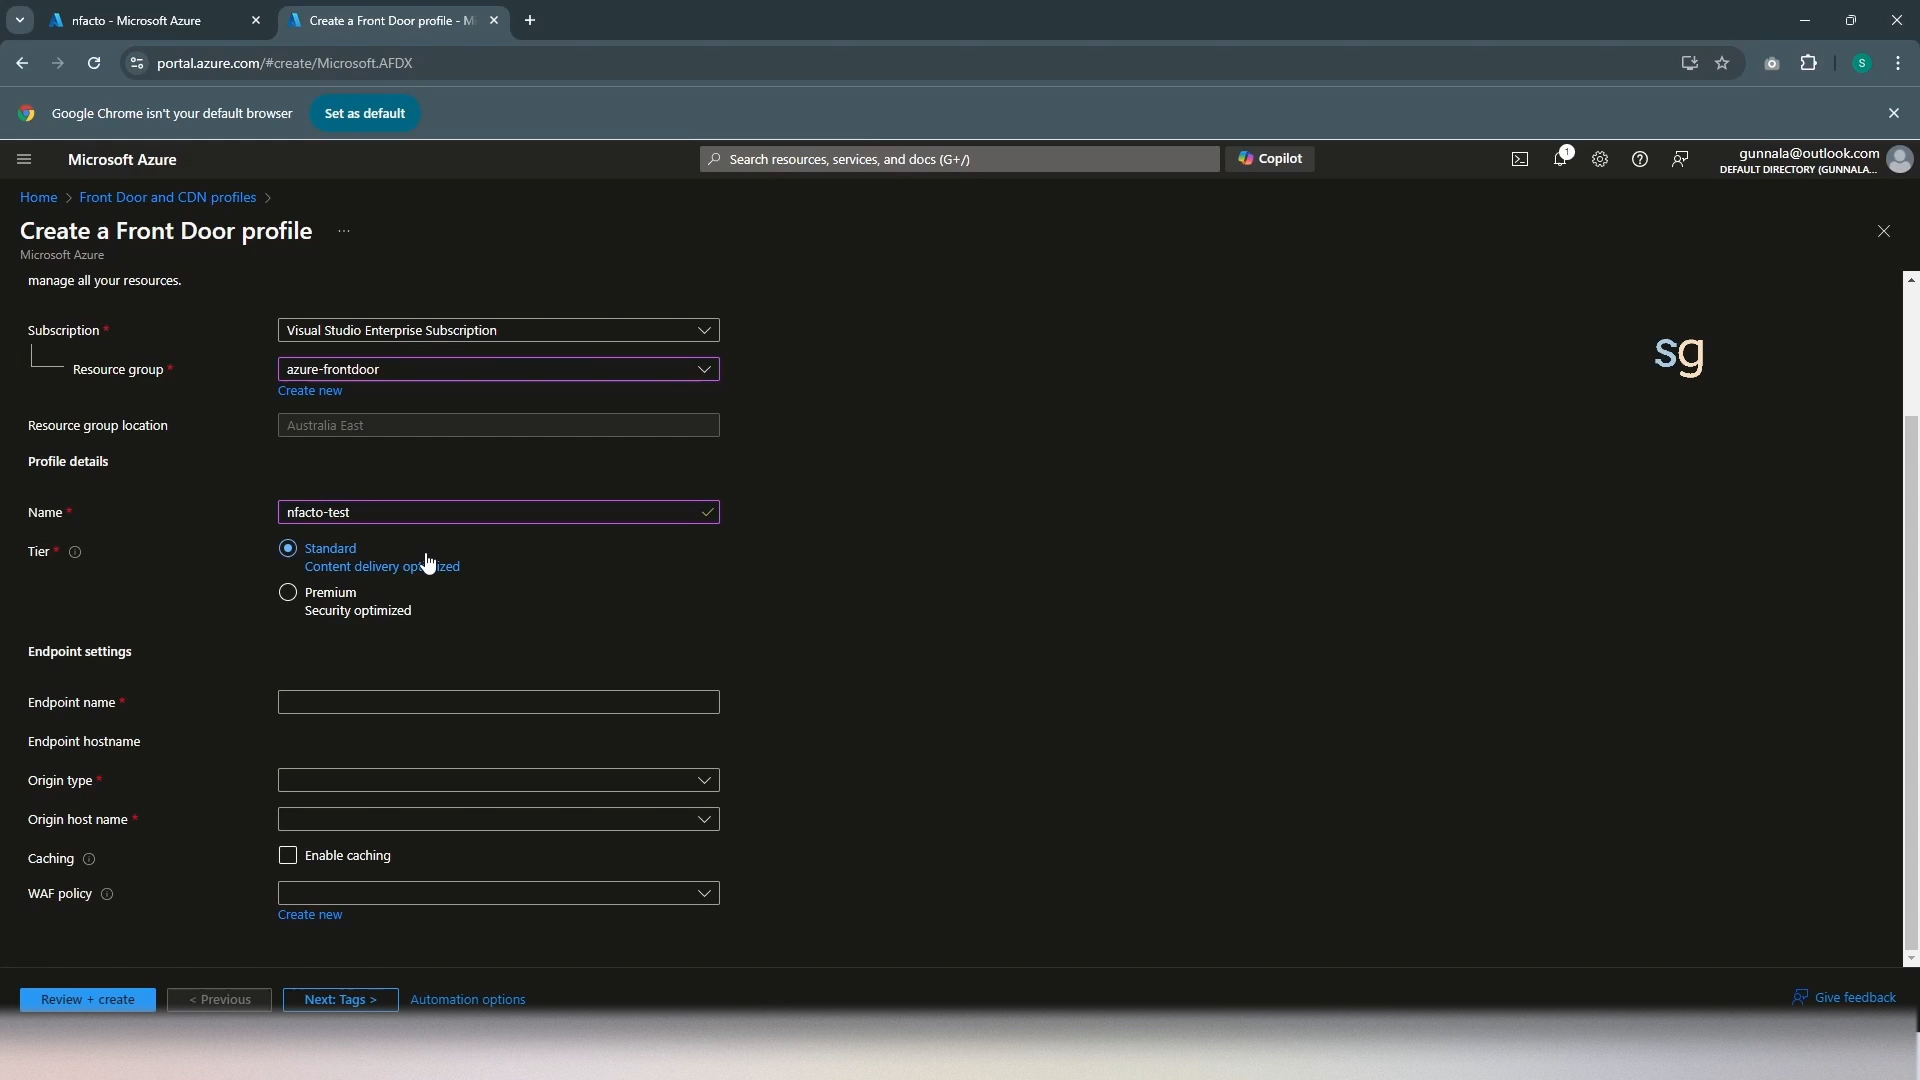 nfacto - Microsoft Azure
Create a Front Door profile - M
portal.azure.com/#create/Microsoft.AFDX
S
Google Chrome isn't your default browser
Set as default
Microsoft Azure
Search resources, services, and docs (G+/)
Copilot
1
gunnala@outlook.com
DEFAULT DIRECTORY (GUNNALA...
Home > Front Door and CDN profiles >
Create a Front Door profile ...
Microsoft Azure
manage all your resources.
Subscription *
Visual Studio Enterprise Subscription
Resource group *
azure-frontdoor
Create new
Resource group location
Australia East
Profile details
Name *
nfacto-test
Tier *
Standard
Content delivery optimized
Premium
Security optimized
Endpoint settings
Endpoint name *
Endpoint hostname
Origin type *
Origin host name *
Caching
Enable caching
WAF policy
Create new
Review + create
< Previous
Next: Tags >
Automation options
Give feedback
sg